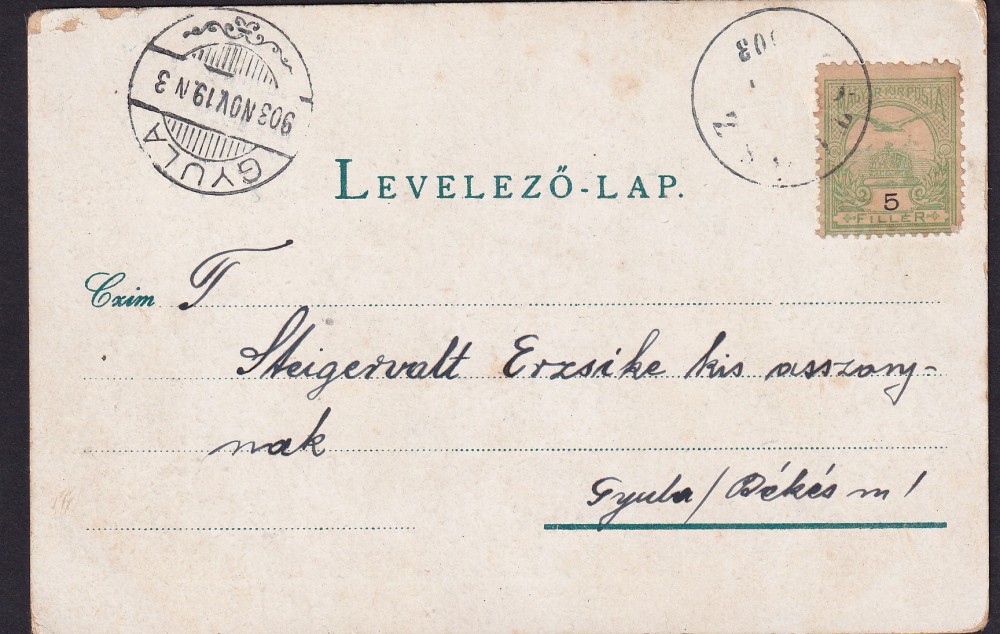 903 NOV. 19. N 3
GYULA
903
MAGYAR KIR. POSTA
5
FILLÉR
LEVELEZŐ-LAP.
Czim T
Steigervalt Erzsike kis asszony-
nak
Gyula / Békés m /